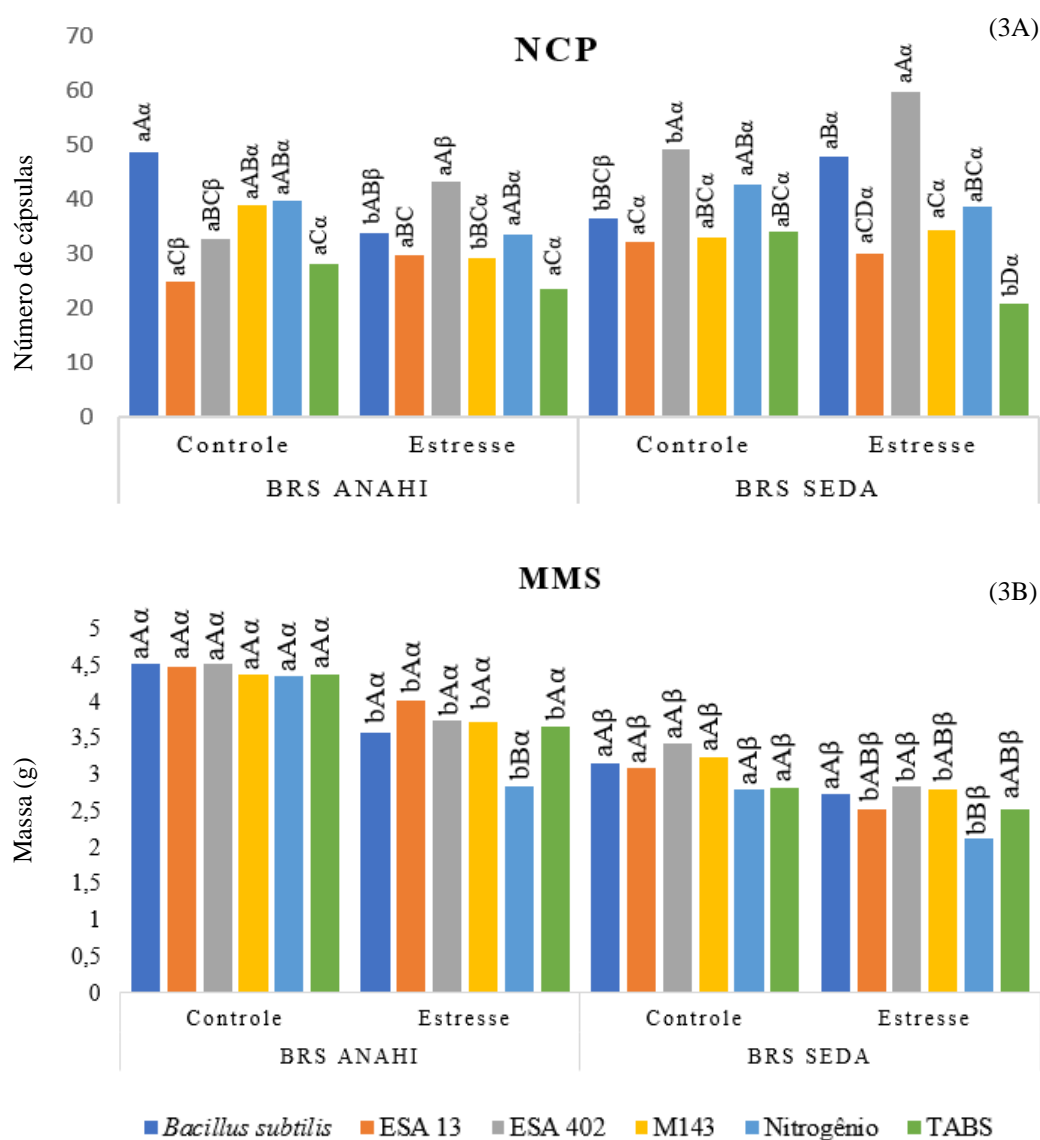 (3A)
NCP
Número de cápsulas
70
60
50
40
30
20
10
0
aAα aCβ aBCβ aABα aABα aCα bABβ aBC aAβ bBCα aABα aCα bBCβ aCα bAα aBCα aABα aBCα aBα aCDα aAα aCα aBCα bDα
Controle Estresse Controle Estresse
BRS ANAHI BRS SEDA
(3B)
MMS
Massa (g)
5
4,5
4
3,5
3
2,5
2
1,5
1
0,5
0
aAα aAα aAα aAα aAα aAα bAα bAα bAα bAα bBα bAα aAβ aAβ aAβ aAβ aAβ aAβ aAβ bABβ bAβ bABβ bBβ aABβ
Controle Estresse Controle Estresse
BRS ANAHI BRS SEDA
Bacillus subtilis ESA 13 ESA 402 M143 Nitrogênio TABS